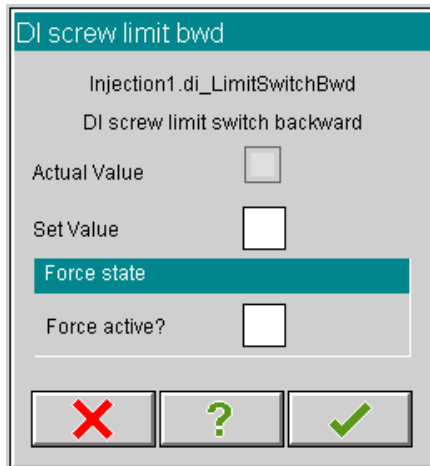 DI screw limit bwd
Injection1.di_LimitSwitchBwd
DI screw limit switch backward
Actual Value
Set Value
Force state
Force active?
?